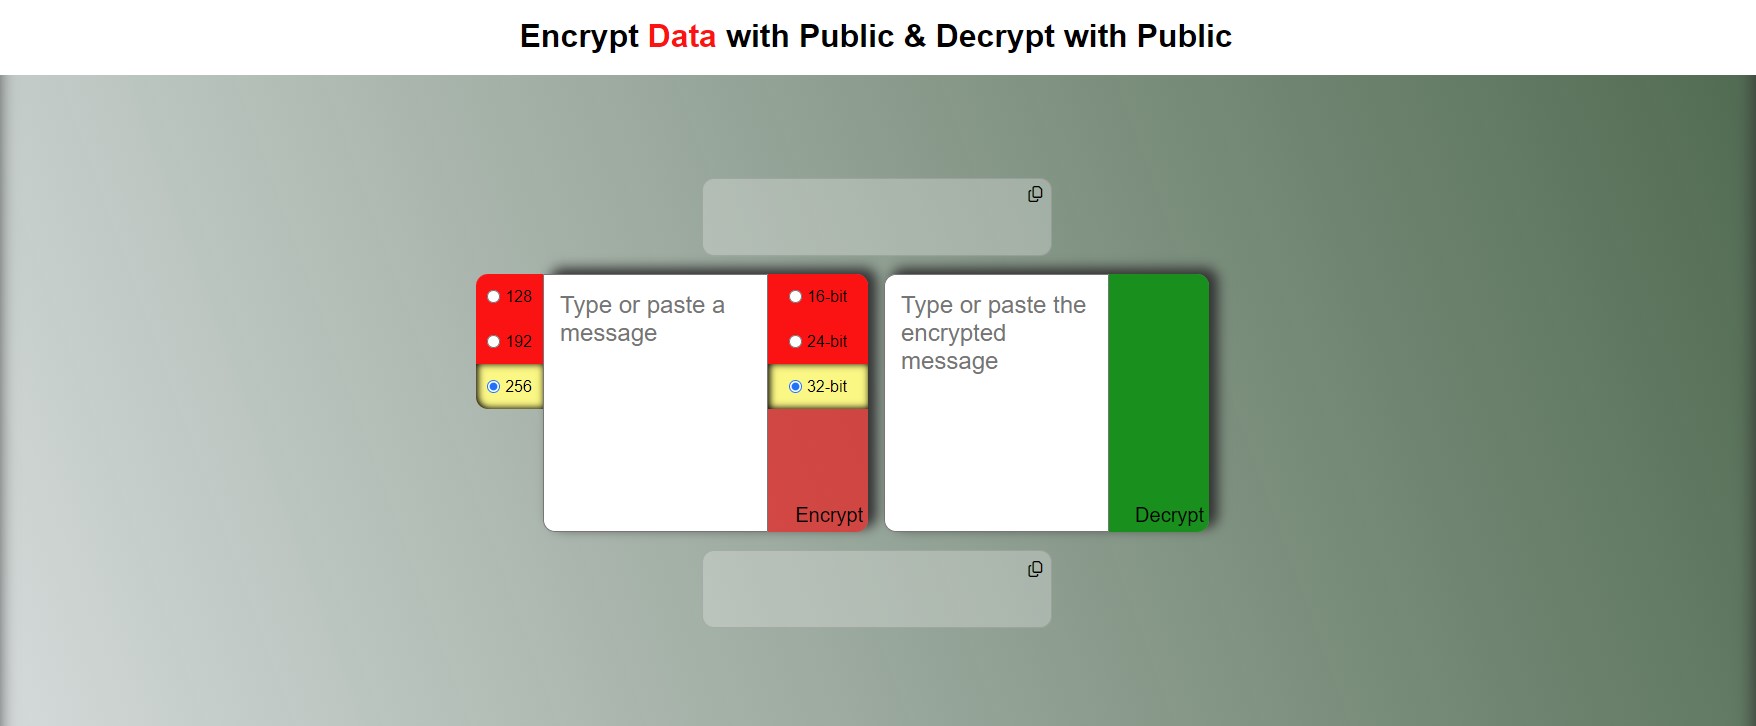 Encrypt Data with Public & Decrypt with Public
128
192
256
Type or paste a
message
16-bit
24-bit
32-bit
Encrypt
Type or paste the
encrypted
message
Decrypt